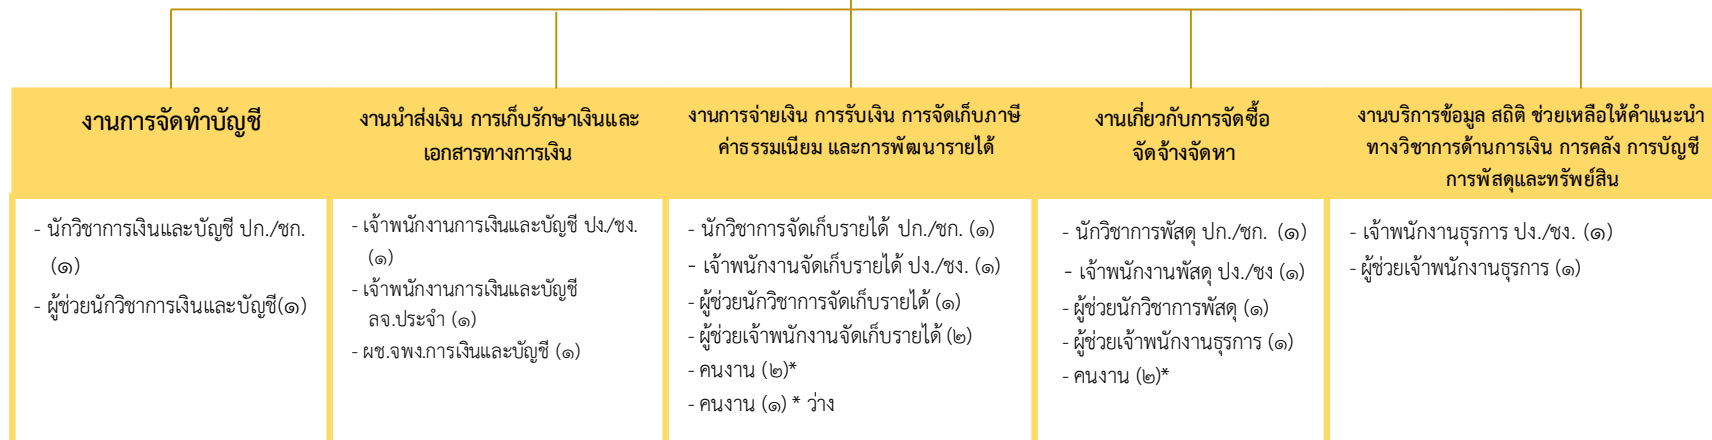 งานการจัดทำบัญชี
งานนำส่งเงิน การเก็บรักษาเงินและ
เอกสารทางการเงิน
งานการจ่ายเงิน การรับเงิน การจัดเก็บภาษี
ค่าธรรมเนียม และการพัฒนารายได้
งานเกี่ยวกับการจัดซื้อ
จัดจ้างจัดหา
งานบริการข้อมูล สถิติ ช่วยเหลือให้คำแนะนำ
ทางวิชาการด้านการเงิน การคลัง การบัญชี
การพัสดุและทรัพย์สิน
- นักวิชาการเงินและบัญชี ปก./ชก.
(๑)
- ผู้ช่วยนักวิชาการเงินและบัญชี(๑)
- เจ้าพนักงานการเงินและบัญชี ปง./ชง.
(๑)
- เจ้าพนักงานการเงินและบัญชี
ลจ.ประจำ (๑)
- ผช.จพง.การเงินและบัญชี (๑)
- นักวิชาการจัดเก็บรายได้ ปก./ชก. (๑)
- เจ้าพนักงานจัดเก็บรายได้ ปง./ชง. (๑)
- ผู้ช่วยนักวิชาการจัดเก็บรายได้ (๑)
- ผู้ช่วยเจ้าพนักงานจัดเก็บรายได้ (๒)
- คนงาน (๒)*
- คนงาน (๑) * ว่าง
- นักวิชาการพัสดุ ปก./ชก. (๑)
- เจ้าพนักงานพัสดุ ปง./ชง (๑)
- ผู้ช่วยนักวิชาการพัสดุ (๑)
- ผู้ช่วยเจ้าพนักงานธุรการ (๑)
- คนงาน (๒)*
- เจ้าพนักงานธุรการ ปง./ชง. (๑)
- ผู้ช่วยเจ้าพนักงานธุรการ (๑)